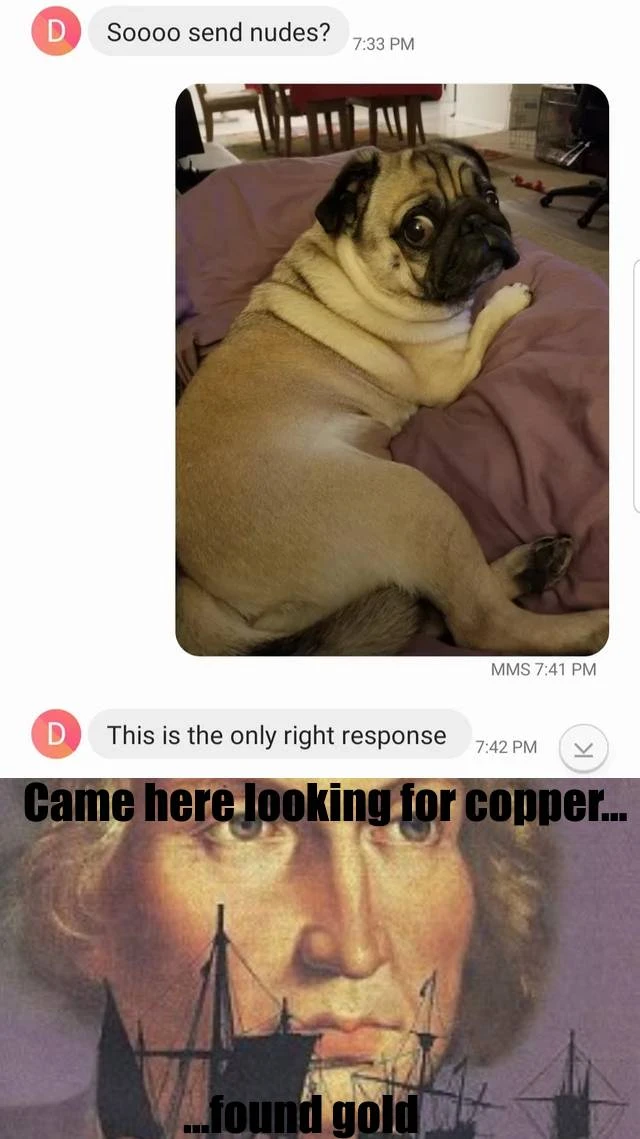 D
Soooo send nudes?
7:33 PM
MMS 7:41 PM
D
This is the only right response
7:42 PM
Came here looking for copper...
...found gold